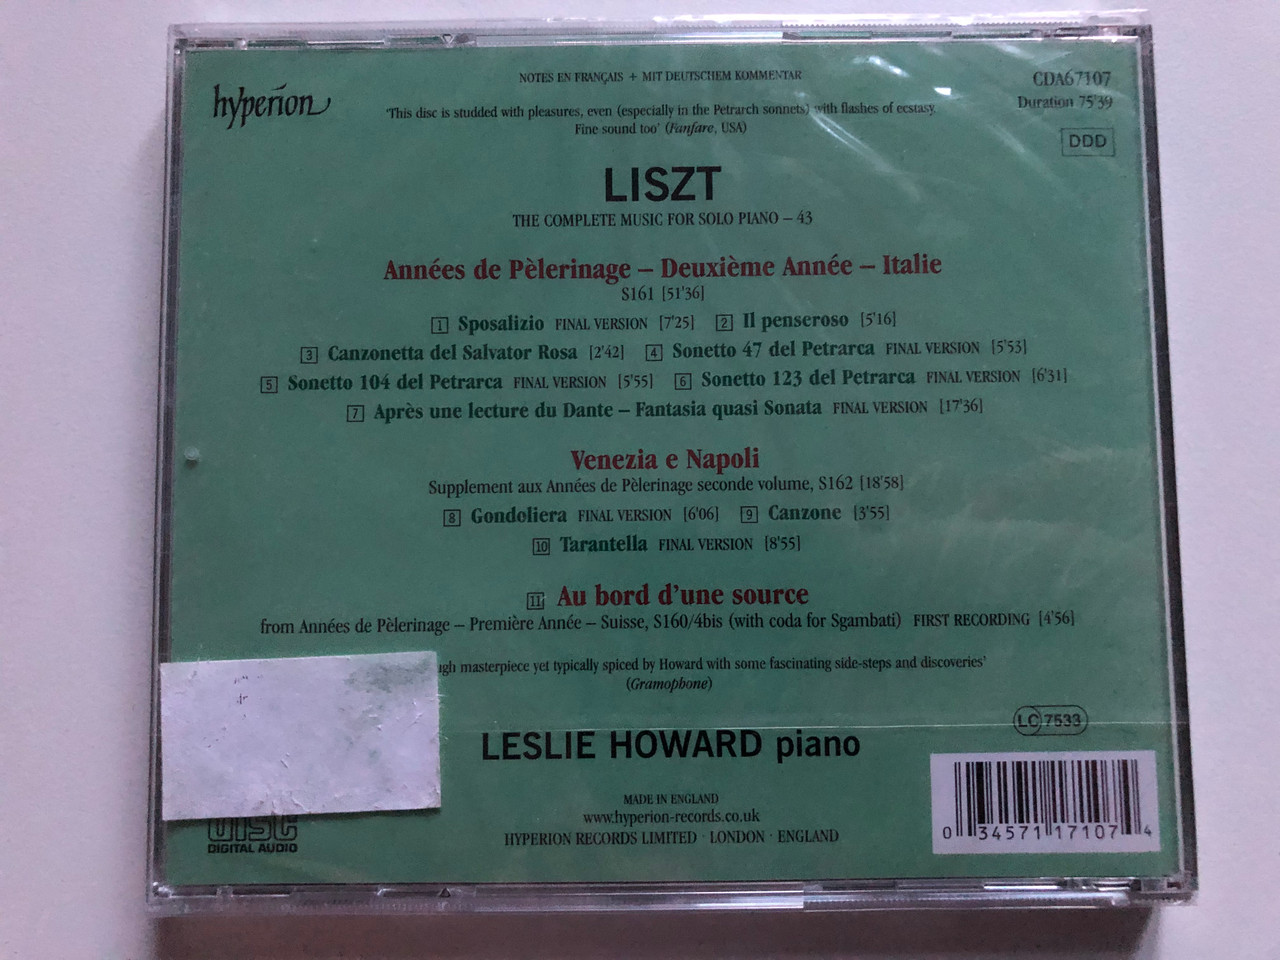 NOTES EN FRANÇAIS + MIT DEUTSCHEM KOMMENTAR
CDA67107
hyperion
Duration 75'39
'This disc is studded with pleasures, even (especially in the Petrarch sonnets) with flashes of ecstasy.
Fine sound too' (Fanfare, USA)
DDD
LISZT
THE COMPLETE MUSIC FOR SOLO PIANO – 43
Années de Pèlerinage – Deuxième Année – Italie
S161 [51'36]
1 Sposalizio FINAL VERSION [7'25] 2 Il penseroso [5'16]
3 Canzonetta del Salvator Rosa [2'42] 4 Sonetto 47 del Petrarca FINAL VERSION [5'53]
5 Sonetto 104 del Petrarca FINAL VERSION [5'55] 6 Sonetto 123 del Petrarca FINAL VERSION [6'31]
7 Après une lecture du Dante – Fantasia quasi Sonata FINAL VERSION [17'36]
Venezia e Napoli
Supplement aux Années de Pèlerinage seconde volume, S162 [18'58]
8 Gondoliera FINAL VERSION [6'06] 9 Canzone [3'55]
10 Tarantella FINAL VERSION [8'55]
11 Au bord d'une source
from Années de Pèlerinage – Première Année – Suisse, S160/4bis (with coda for Sgambati) FIRST RECORDING [4'56]
masterpiece yet typically spiced by Howard with some fascinating side-steps and discoveries'
(Gramophone)
LC 7533
LESLIE HOWARD piano
MADE IN ENGLAND
www.hyperion-records.co.uk
HYPERION RECORDS LIMITED · LONDON · ENGLAND
disc
DIGITAL AUDIO
0 34571 17107 4